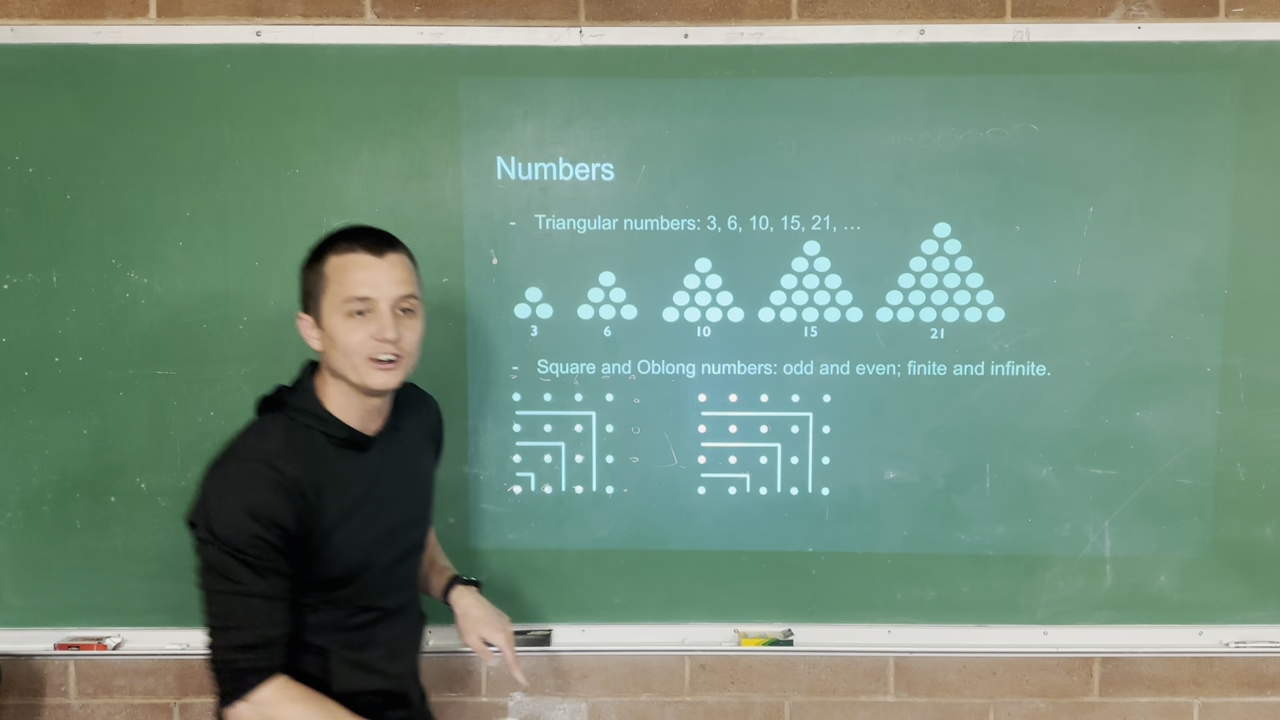 Numbers
- Triangular numbers: 3, 6, 10, 15, 21, …
3 6 10 15 21
- Square and Oblong numbers: odd and even; finite and infinite.